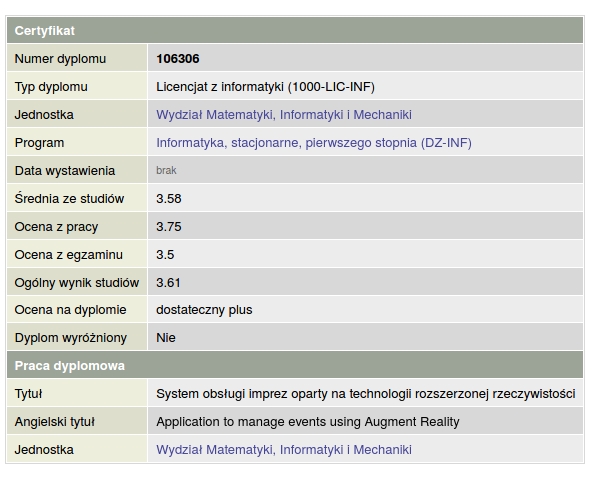 Certyfikat
Numer dyplomu 106306
Typ dyplomu Licencjat z informatyki (1000-LIC-INF)
Jednostka Wydział Matematyki, Informatyki i Mechaniki
Program Informatyka, stacjonarne, pierwszego stopnia (DZ-INF)
Data wystawienia brak
Średnia ze studiów 3.58
Ocena z pracy 3.75
Ocena z egzaminu 3.5
Ogólny wynik studiów 3.61
Ocena na dyplomie dostateczny plus
Dyplom wyróżniony Nie
Praca dyplomowa
Tytuł System obsługi imprez oparty na technologii rozszerzonej rzeczywistości
Angielski tytuł Application to manage events using Augment Reality
Jednostka Wydział Matematyki, Informatyki i Mechaniki